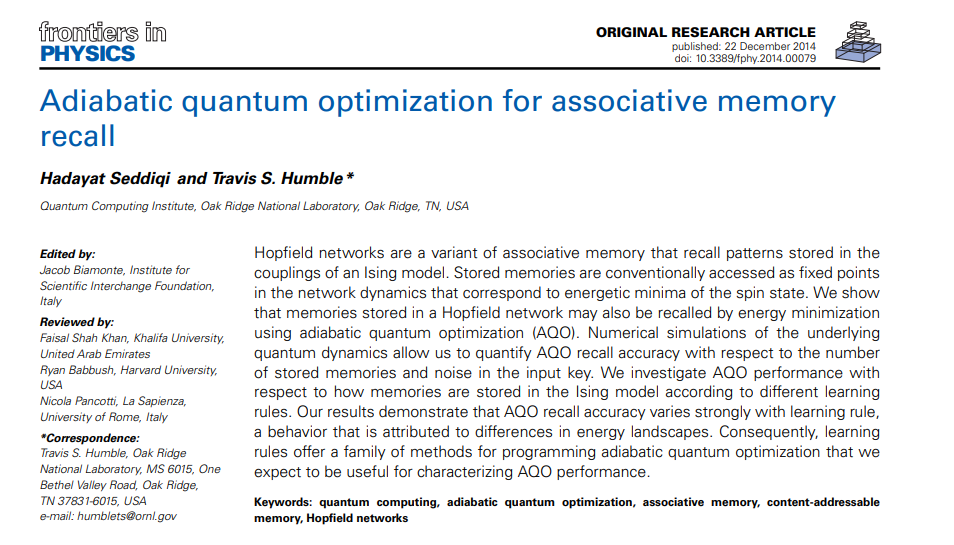 frontiers in
PHYSICS
ORIGINAL RESEARCH ARTICLE
published: 22 December 2014
doi: 10.3389/fphy.2014.00079
Adiabatic quantum optimization for associative memory
recall
Hadayat Seddiqi and Travis S. Humble*
Quantum Computing Institute, Oak Ridge National Laboratory, Oak Ridge, TN, USA
Edited by:
Jacob Biamonte, Institute for
Scientific Interchange Foundation,
Italy
Reviewed by:
Faisal Shah Khan, Khalifa University,
United Arab Emirates
Ryan Babbush, Harvard University,
USA
Nicola Pancotti, La Sapienza,
University of Rome, Italy
*Correspondence:
Travis S. Humble, Oak Ridge
National Laboratory, MS 6015, One
Bethel Valley Road, Oak Ridge,
TN 37831-6015, USA
e-mail: humblets@ornl.gov
Hopfield networks are a variant of associative memory that recall patterns stored in the
couplings of an Ising model. Stored memories are conventionally accessed as fixed points
in the network dynamics that correspond to energetic minima of the spin state. We show
that memories stored in a Hopfield network may also be recalled by energy minimization
using adiabatic quantum optimization (AQO). Numerical simulations of the underlying
quantum dynamics allow us to quantify AQO recall accuracy with respect to the number
of stored memories and noise in the input key. We investigate AQO performance with
respect to how memories are stored in the Ising model according to different learning
rules. Our results demonstrate that AQO recall accuracy varies strongly with learning rule,
a behavior that is attributed to differences in energy landscapes. Consequently, learning
rules offer a family of methods for programming adiabatic quantum optimization that we
expect to be useful for characterizing AQO performance.
Keywords: quantum computing, adiabatic quantum optimization, associative memory, content-addressable
memory, Hopfield networks